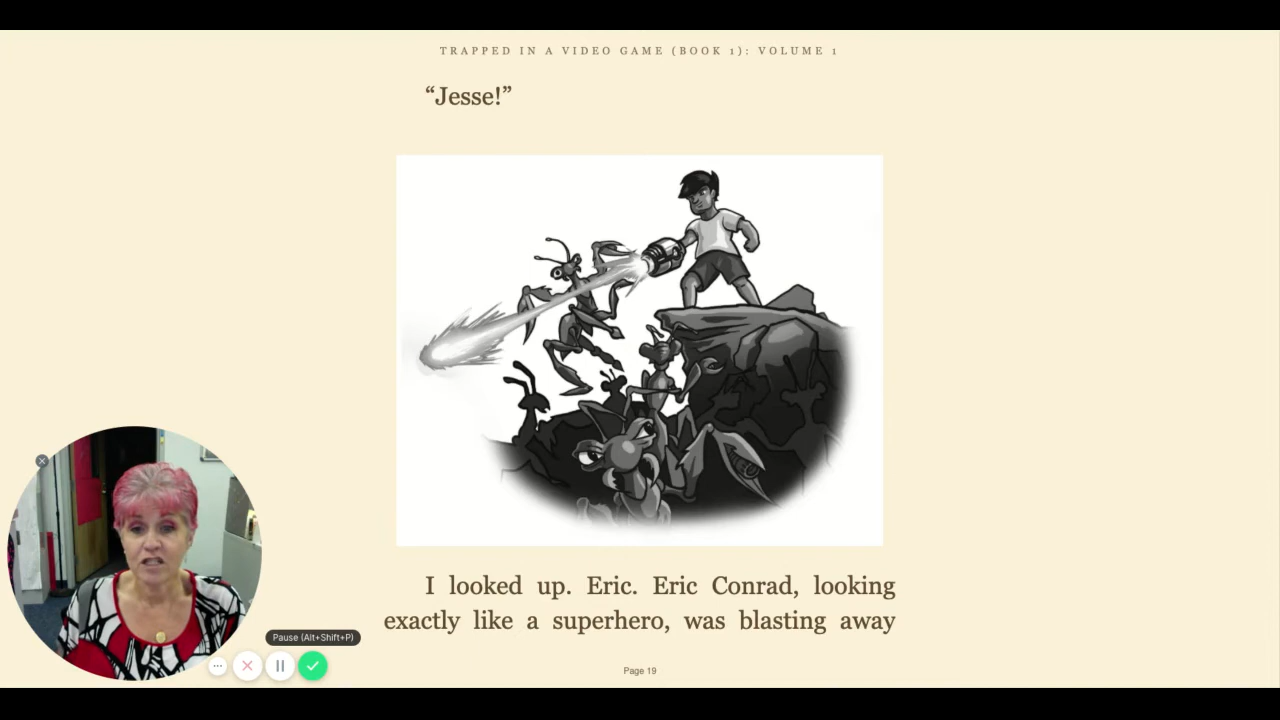 TRAPPED IN A VIDEO GAME (BOOK 1): VOLUME 1
“Jesse!”
I looked up. Eric. Eric Conrad, looking
exactly like a superhero, was blasting away
Pause (Alt+Shift+P)
Page 19